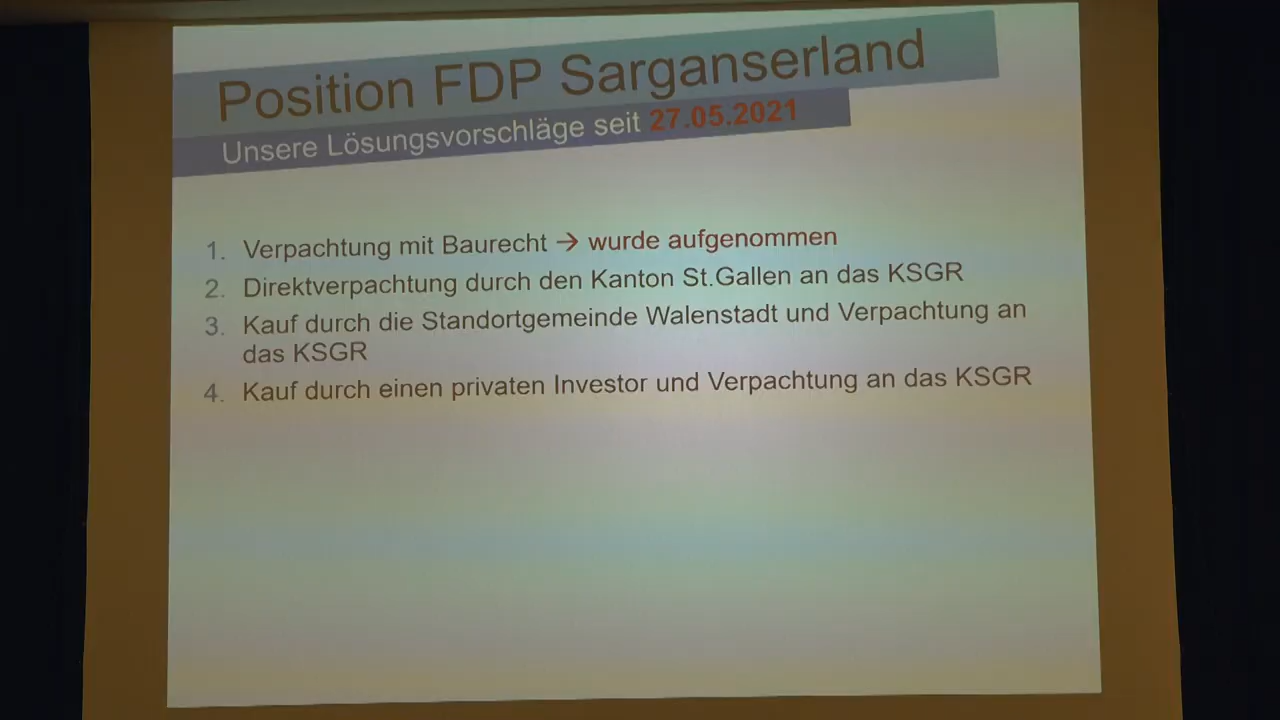 Position FDP Sarganserland
Unsere Lösungsvorschläge seit 27.05.2021
1. Verpachtung mit Baurecht → wurde aufgenommen
2. Direktverpachtung durch den Kanton St.Gallen an das KSGR
3. Kauf durch die Standortgemeinde Walenstadt und Verpachtung an
das KSGR
4. Kauf durch einen privaten Investor und Verpachtung an das KSGR